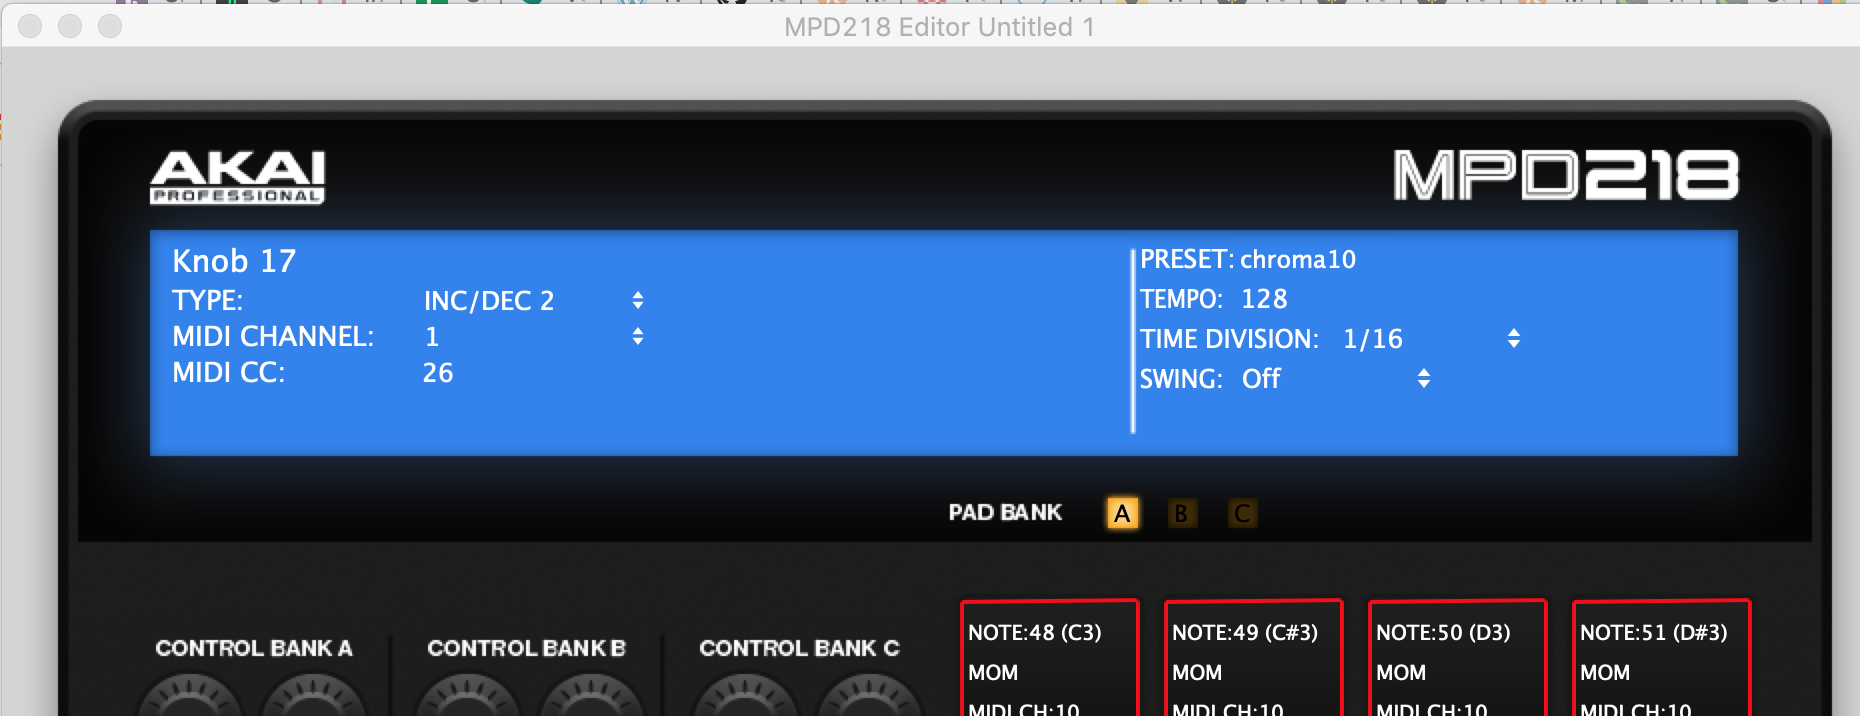 MPD218 Editor Untitled 1
AKAI
PROFESSIONAL
MPD218
Knob 17
TYPE: INC/DEC 2
MIDI CHANNEL: 1
MIDI CC: 26
PRESET: chroma10
TEMPO: 128
TIME DIVISION: 1/16
SWING: Off
PAD BANK A B C
CONTROL BANK A
CONTROL BANK B
CONTROL BANK C
NOTE:48 (C3)
MOM
MIDI CH:10
NOTE:49 (C#3)
MOM
MIDI CH:10
NOTE:50 (D3)
MOM
MIDI CH:10
NOTE:51 (D#3)
MOM
MIDI CH:10